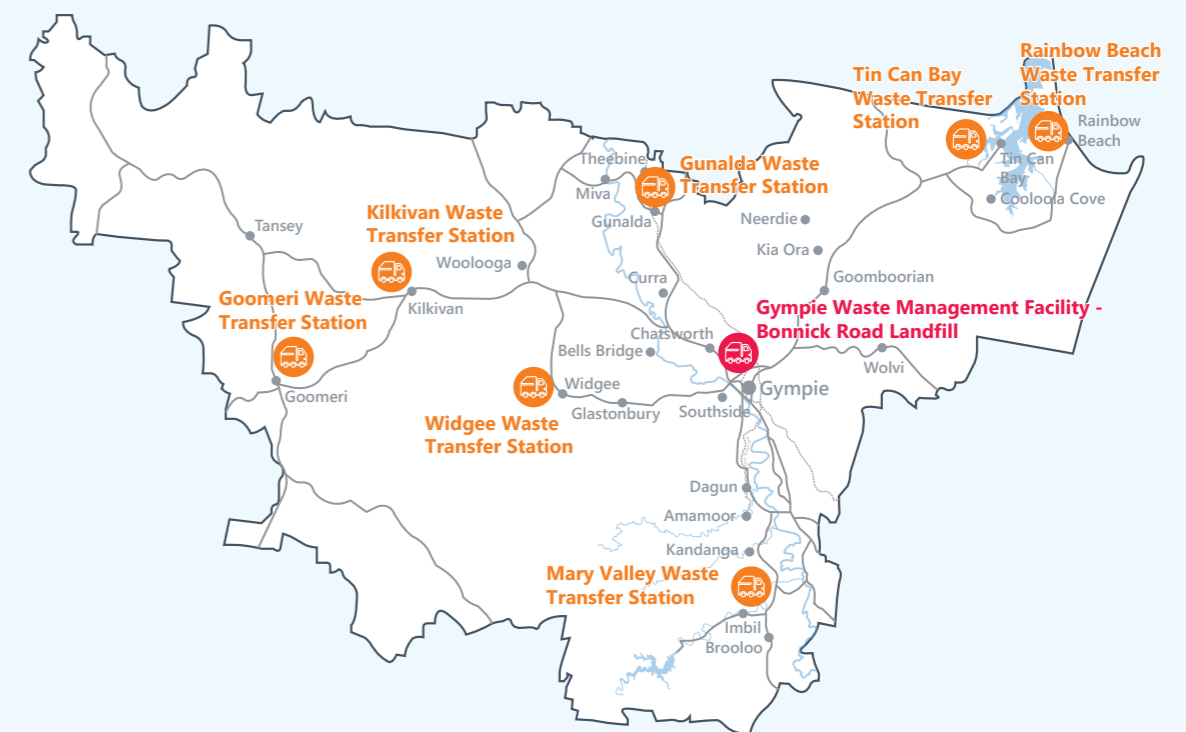 Rainbow Beach
Waste Transfer
Station
Tin Can Bay
Waste Transfer
Station
Rainbow
Beach
Tin Can
Bay
Cooloola Cove
Theebine
Miva
Gunalda Waste
Transfer Station
Gunalda
Neerdie
Kia Ora
Goomboorian
Tansey
Kilkivan Waste
Transfer Station
Woolooga
Kilkivan
Curra
Goomeri Waste
Transfer Station
Goomeri
Gympie Waste Management Facility -
Bonnick Road Landfill
Chatsworth
Bells Bridge
Wolvi
Widgee
Glastonbury
Southside
Gympie
Widgee Waste
Transfer Station
Dagun
Amamoor
Kandanga
Mary Valley Waste
Transfer Station
Imbil
Brooloo